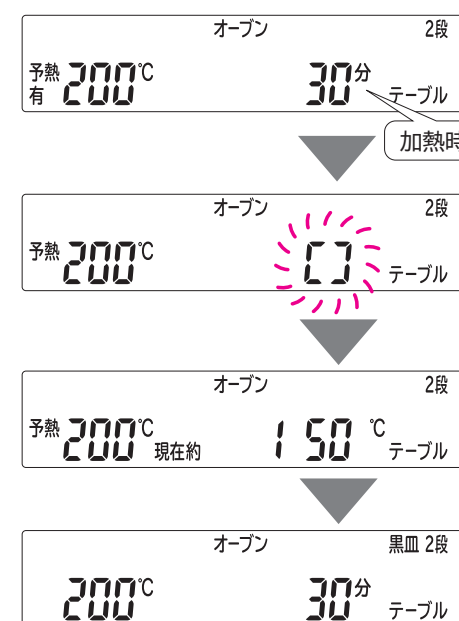 オーブン 2段
予熱有 200℃ 30分 テーブル
加熱時
オーブン 2段
予熱 200℃ テーブル
オーブン 2段
予熱 200℃ 現在約 150℃ テーブル
オーブン 黒皿 2段
200℃ 30分 テーブル